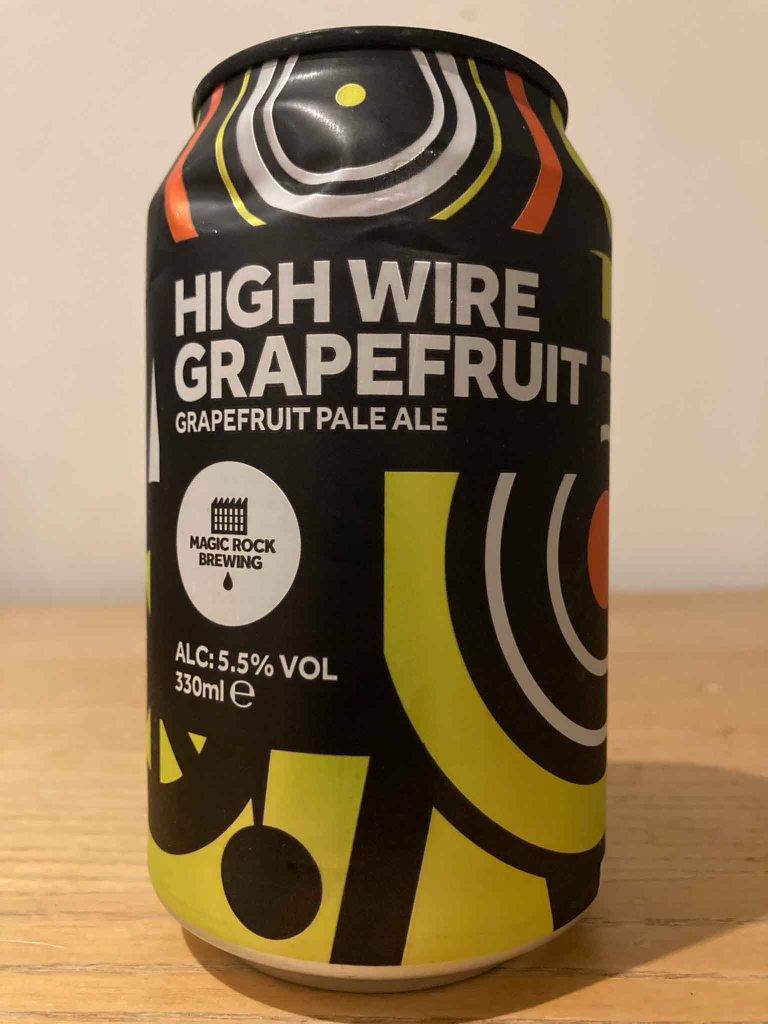 HIGH WIRE
GRAPEFRUIT
GRAPEFRUIT PALE ALE
MAGIC ROCK
BREWING
ALC: 5.5% VOL
330ml ℮